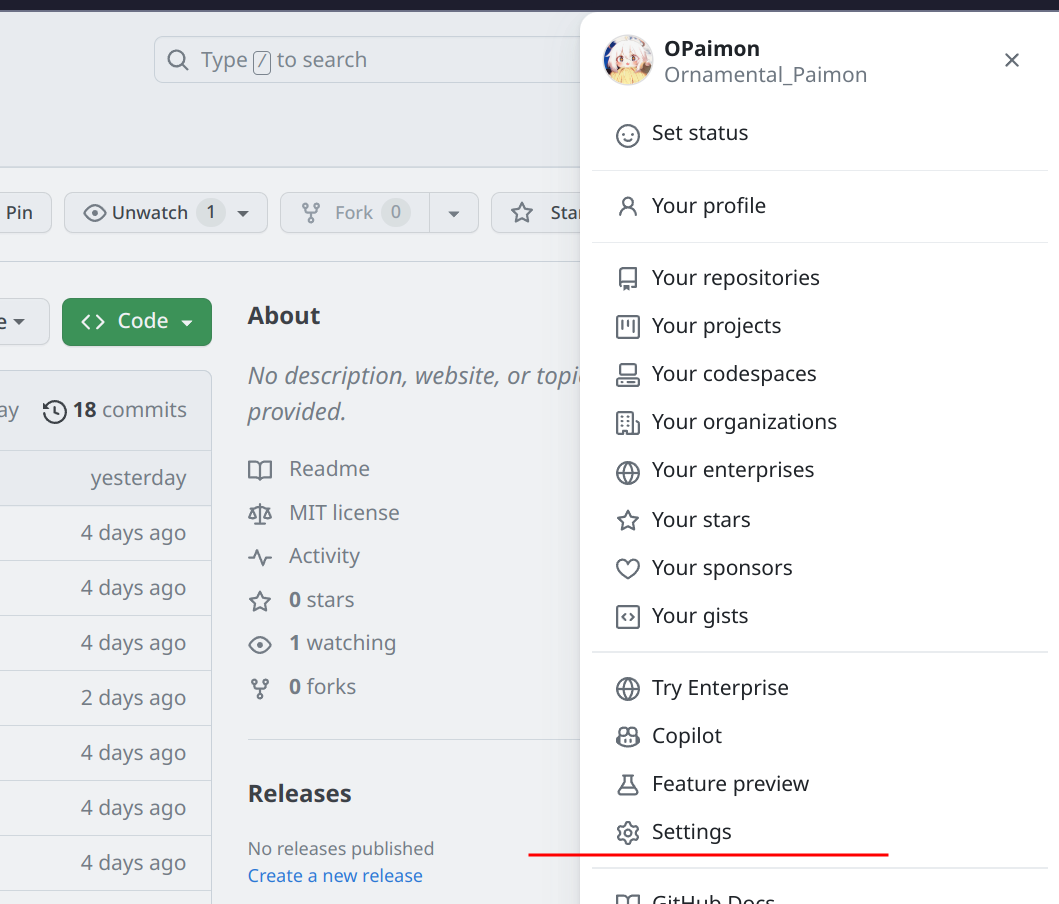 Type / to search
Pin
Unwatch 1
Fork 0
Code
18 commits
yesterday
4 days ago
4 days ago
4 days ago
2 days ago
4 days ago
4 days ago
4 days ago
About
No description, website, or
provided.
Readme
MIT license
Activity
0 stars
1 watching
0 forks
Releases
No releases published
Create a new release
OPaimon
Ornamental_Paimon
Set status
Your profile
Your repositories
Your projects
Your codespaces
Your organizations
Your enterprises
Your stars
Your sponsors
Your gists
Try Enterprise
Copilot
Feature preview
Settings
GitHub Docs